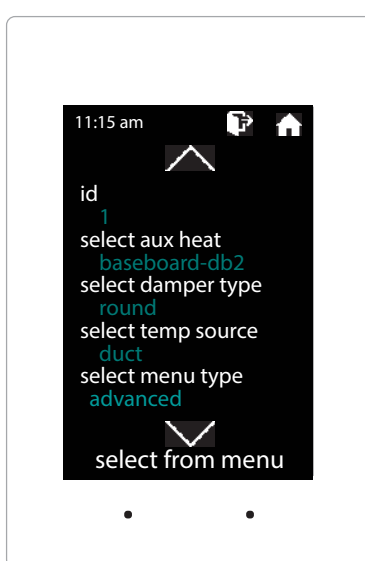 11:15 am
id
1
select aux heat
baseboard-db2
select damper type
round
select temp source
duct
select menu type
advanced
select from menu